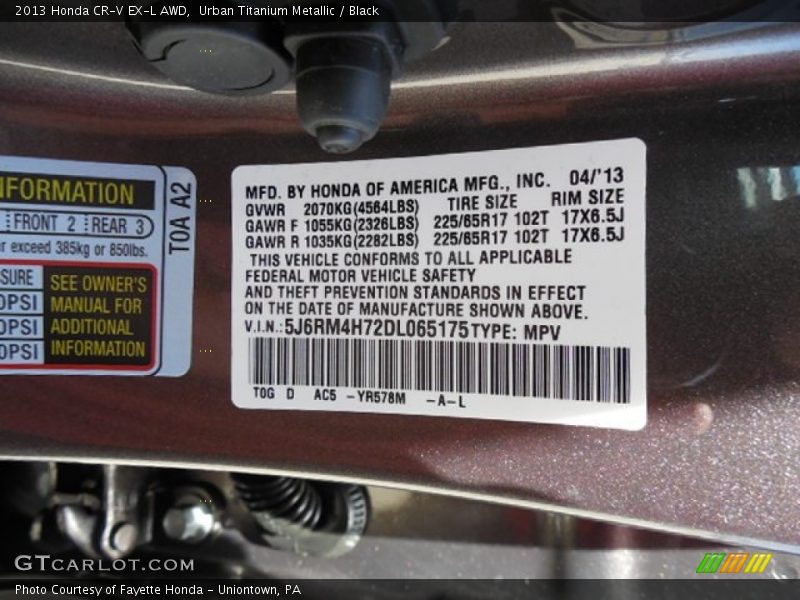 2013 Honda CR-V EX-L AWD, Urban Titanium Metallic / Black
NFORMATION
FRONT 2 REAR 3
r exceed 385kg or 850lbs.
SURE
0PSI
0PSI
0PSI
SEE OWNER'S
MANUAL FOR
ADDITIONAL
INFORMATION
T0A A2
MFD. BY HONDA OF AMERICA MFG., INC. 04/'13
GVWR 2070KG(4564LBS) TIRE SIZE RIM SIZE
GAWR F 1055KG(2326LBS) 225/65R17 102T 17X6.5J
GAWR R 1035KG(2282LBS) 225/65R17 102T 17X6.5J
THIS VEHICLE CONFORMS TO ALL APPLICABLE
FEDERAL MOTOR VEHICLE SAFETY
AND THEFT PREVENTION STANDARDS IN EFFECT
ON THE DATE OF MANUFACTURE SHOWN ABOVE.
V.I.N.:5J6RM4H72DL065175 TYPE: MPV
T0G D AC5 -YR578M -A-L
GTCARLOT.COM
Photo Courtesy of Fayette Honda - Uniontown, PA